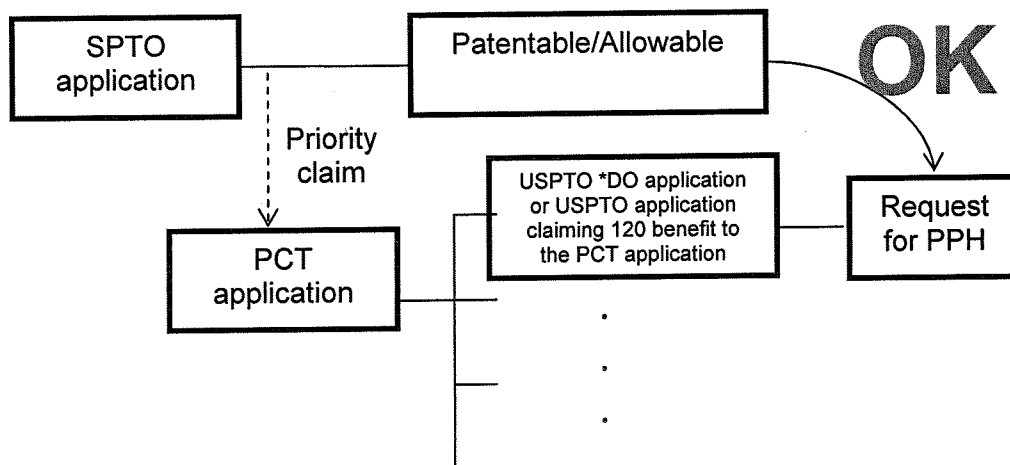 SPTO
application
Patentable/Allowable
OK
Priority
claim
USPTO *DO application
or USPTO application
claiming 120 benefit to
the PCT application
Request
for PPH
PCT
application